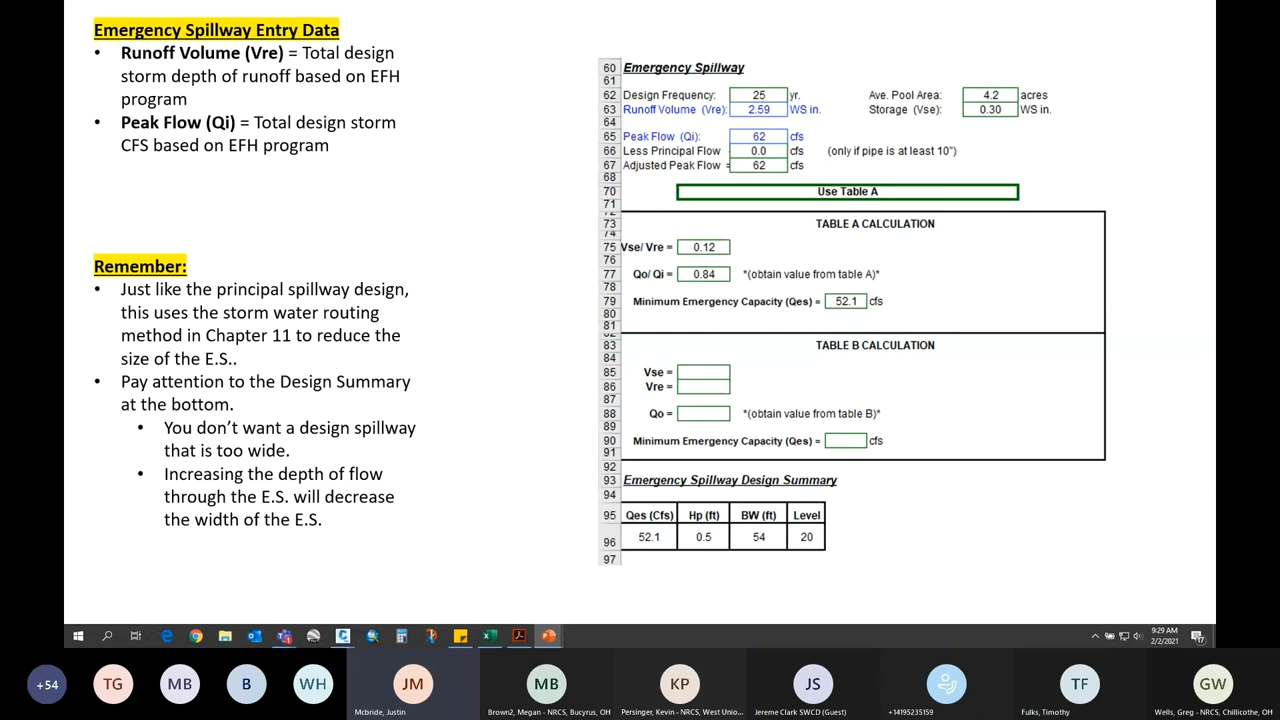 Emergency Spillway Entry Data
• Runoff Volume (Vre) = Total design
storm depth of runoff based on EFH
program
• Peak Flow (Qi) = Total design storm
CFS based on EFH program
Remember:
• Just like the principal spillway design,
this uses the storm water routing
method in Chapter 11 to reduce the
size of the E.S..
• Pay attention to the Design Summary
at the bottom.
• You don't want a design spillway
that is too wide.
• Increasing the depth of flow
through the E.S. will decrease
the width of the E.S.
60 Emergency Spillway
61
62 Design Frequency: 25 yr. Ave. Pool Area: 4.2 acres
63 Runoff Volume (Vre): 2.59 WS in. Storage (Vse): 0.30 WS in.
64
65 Peak Flow (Qi): 62 cfs
66 Less Principal Flow 0.0 cfs (only if pipe is at least 10")
67 Adjusted Peak Flow = 62 cfs
68
70 Use Table A
71
72
73 TABLE A CALCULATION
74
75 Vse/ Vre = 0.12
76
77 Qo/ Qi = 0.84 *(obtain value from table A)*
78
79 Minimum Emergency Capacity (Qes) = 52.1 cfs
80
81
82
83 TABLE B CALCULATION
84
85 Vse =
86 Vre =
87
88 Qo = *(obtain value from table B)*
89
90 Minimum Emergency Capacity (Qes) = cfs
91
92
93 Emergency Spillway Design Summary
94
95 Qes (Cfs) Hp (ft) BW (ft) Level
96 52.1 0.5 54 20
97
9:29 AM
2/2/2021
17
+54 TG MB B WH JM MB KP JS TF GW
Mcbride, Justin Brown2, Megan - NRCS, Bucyrus, OH Persinger, Kevin - NRCS, West Unio... Jereme Clark SWCD (Guest) +14195235159 Fulks, Timothy Wells, Greg - NRCS, Chillicothe, OH